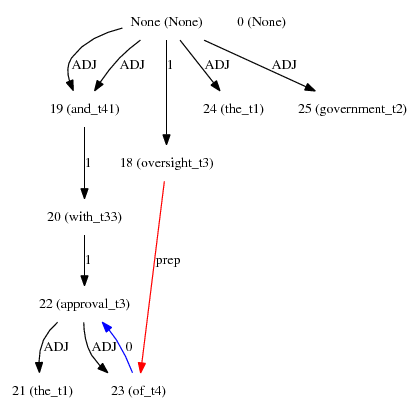 None (None) 0 (None)
ADJ ADJ 1 ADJ ADJ
19 (and_t41) 24 (the_t1) 25 (government_t2)
1 18 (oversight_t3)
20 (with_t33)
1 prep
22 (approval_t3)
ADJ ADJ 0
21 (the_t1) 23 (of_t4)